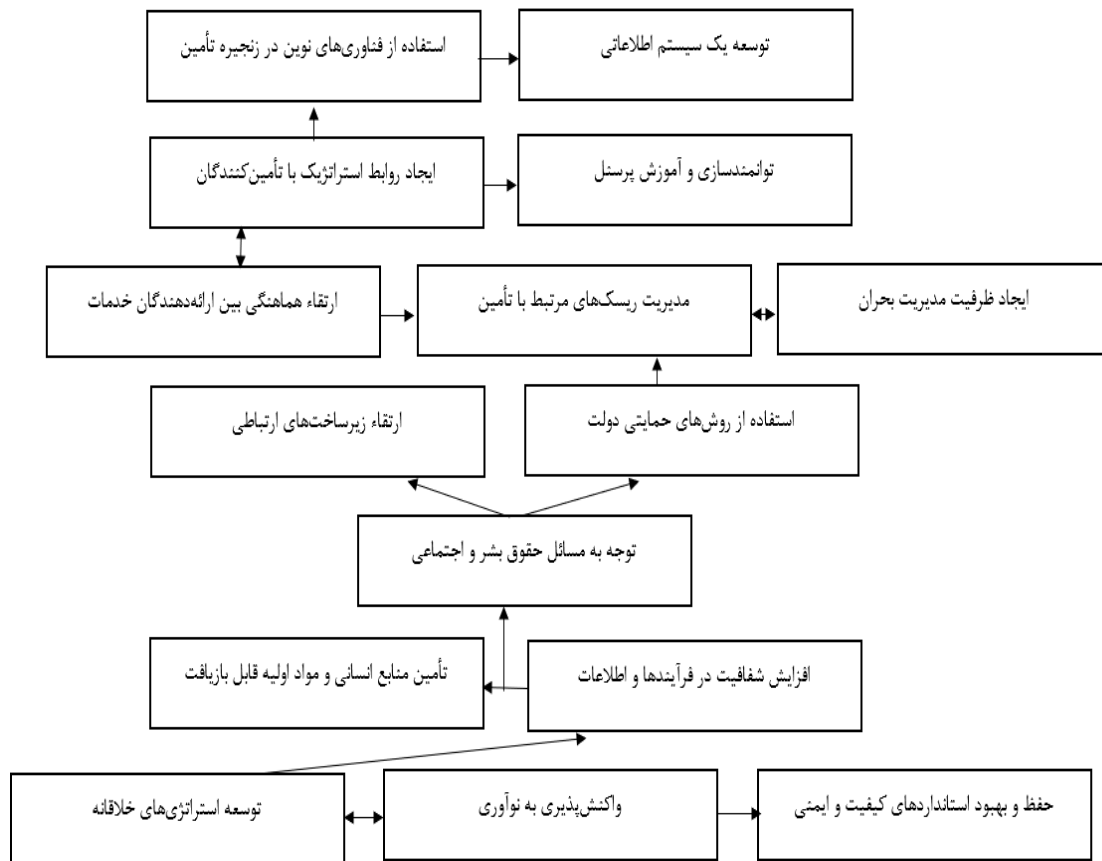 توسعه یک سیستم اطلاعاتی
استفاده از فناوری‌های نوین در زنجیره تأمین
توانمندسازی و آموزش پرسنل
ایجاد روابط استراتژیک با تأمین‌کنندگان
ایجاد ظرفیت مدیریت بحران
مدیریت ریسک‌های مرتبط با تأمین
ارتقاء هماهنگی بین ارائه‌دهندگان خدمات
استفاده از روش‌های حمایتی دولت
ارتقاء زیرساخت‌های ارتباطی
توجه به مسائل حقوق بشر و اجتماعی
افزایش شفافیت در فرآیندها و اطلاعات
تأمین منابع انسانی و مواد اولیه قابل بازیافت
حفظ و بهبود استانداردهای کیفیت و ایمنی
واکنش‌پذیری به نوآوری
توسعه استراتژی‌های خلاقانه